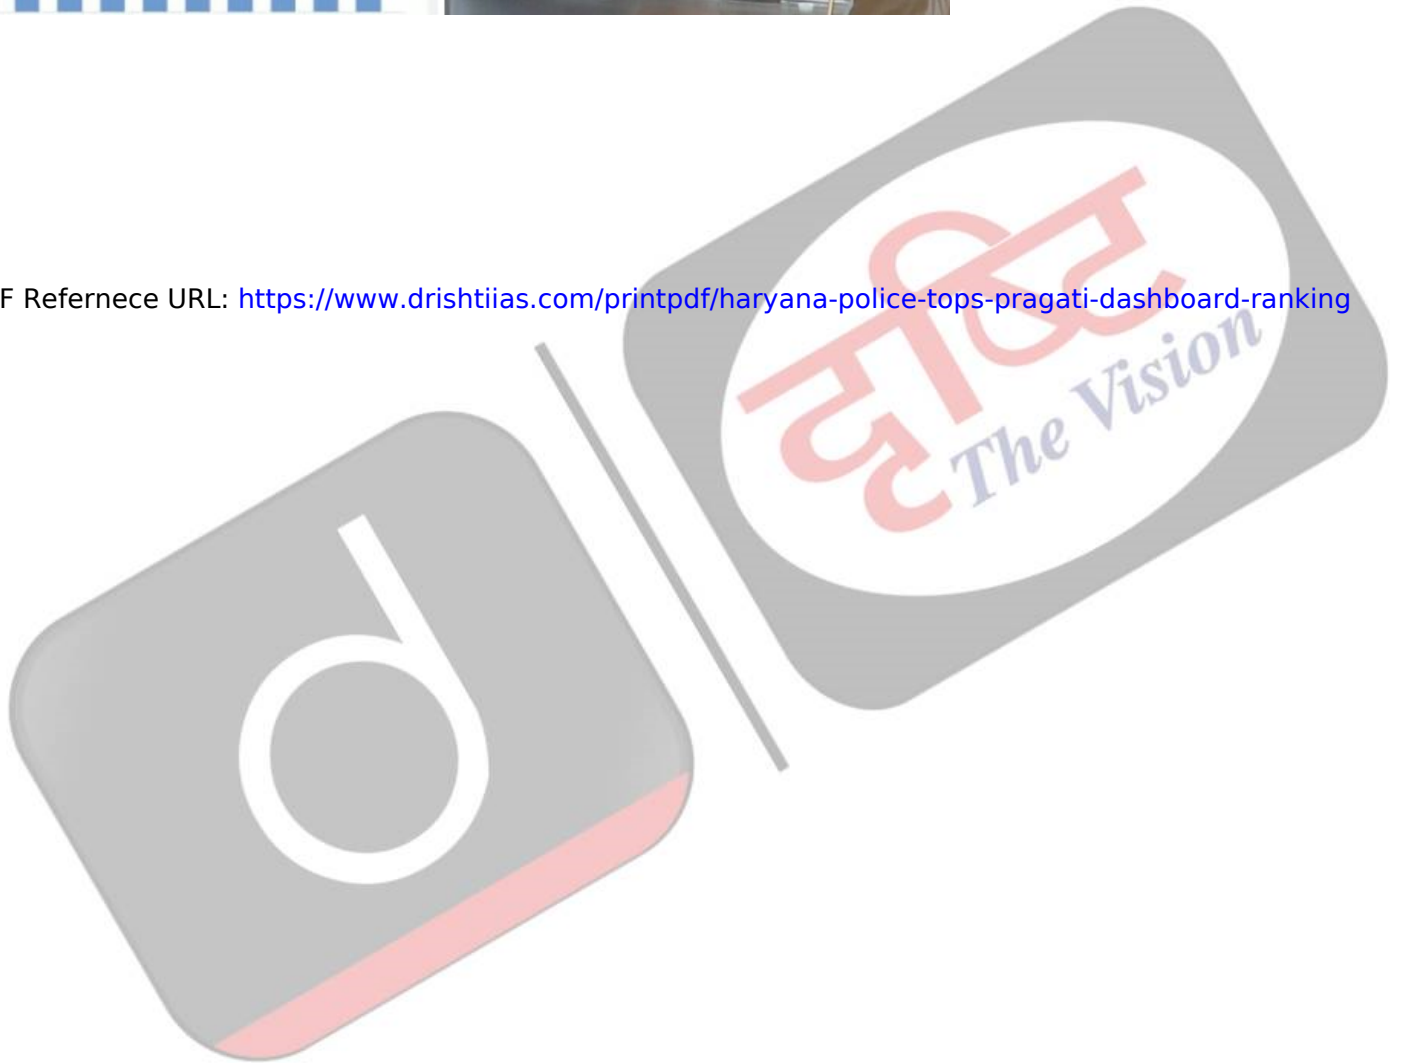 F Refernece URL: https://www.drishtiias.com/printpdf/haryana-police-tops-pragati-dashboard-ranking
दृष्टि
The Vision
d